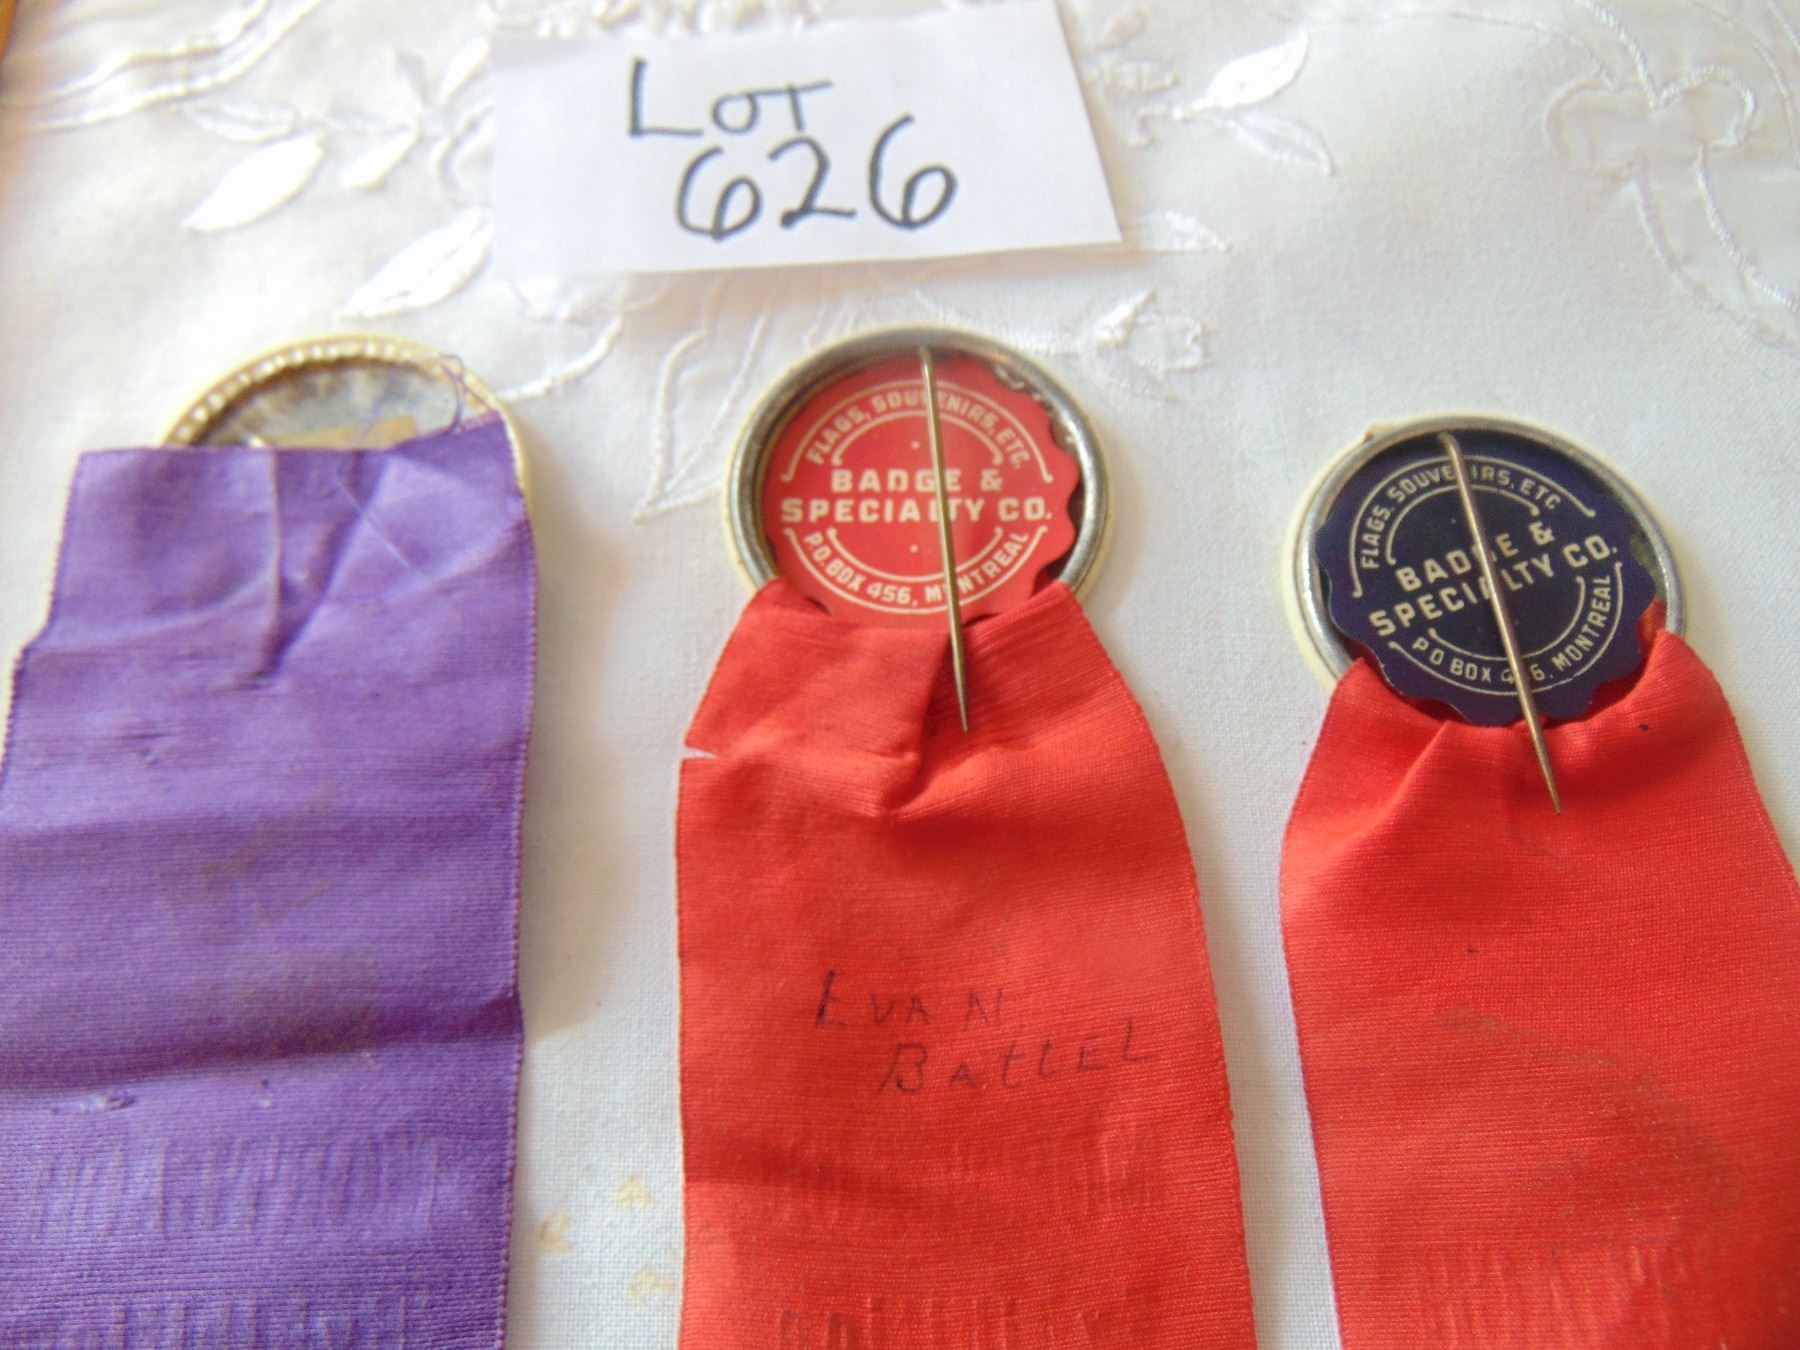 LOT
626
FLAGS, SOUVENIRS, ETC.
BADGE &
SPECIALTY CO.
P.O. BOX 456, MONTREAL
FLAGS, SOUVENIRS, ETC
BADGE &
SPECIALTY CO.
P O BOX 456, MONTREAL
EVAN
BATTEL